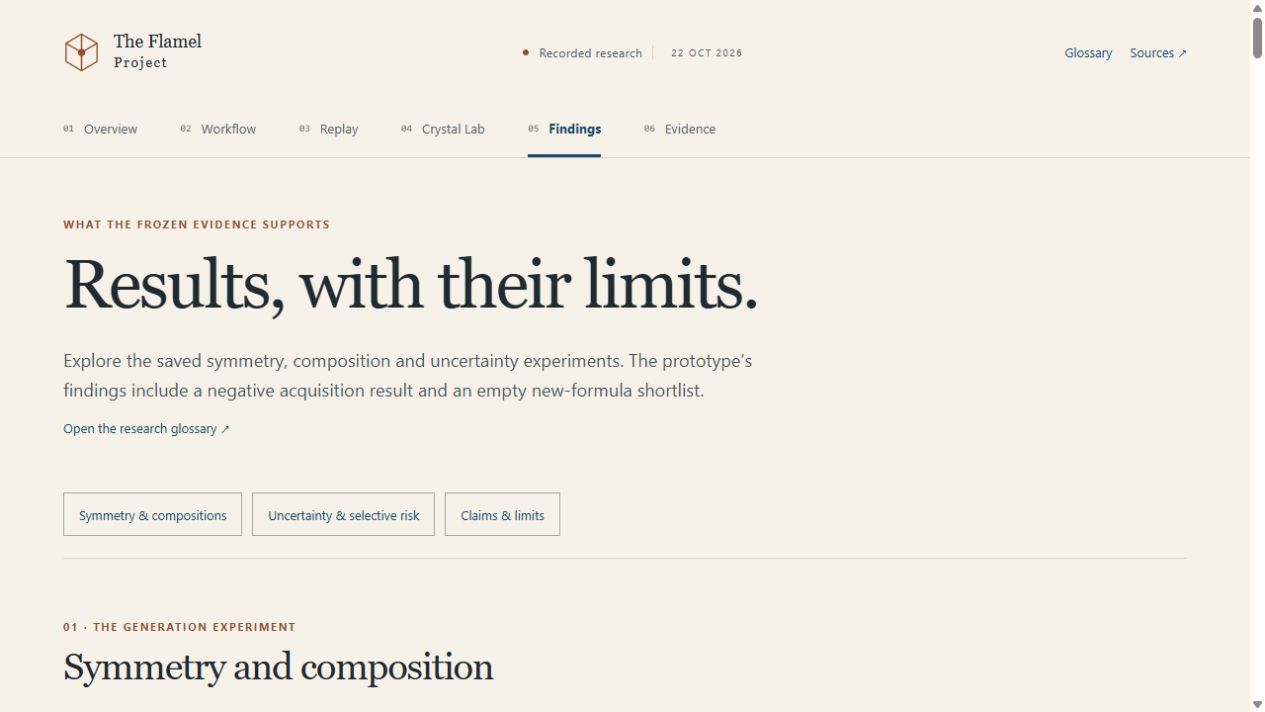 The Flamel
Project
Recorded research
22 OCT 2026
Glossary
Sources ↗
01 Overview
02 Workflow
03 Replay
04 Crystal Lab
05 Findings
06 Evidence
WHAT THE FROZEN EVIDENCE SUPPORTS
Results, with their limits.
Explore the saved symmetry, composition and uncertainty experiments. The prototype’s
findings include a negative acquisition result and an empty new-formula shortlist.
Open the research glossary ↗
Symmetry & compositions
Uncertainty & selective risk
Claims & limits
01 · THE GENERATION EXPERIMENT
Symmetry and composition